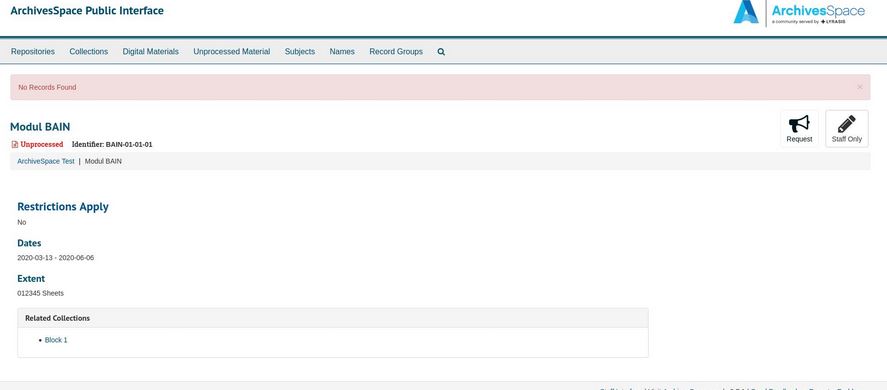 ArchivesSpace Public Interface
ArchivesSpace
a community served by LYRASIS
Repositories Collections Digital Materials Unprocessed Material Subjects Names Record Groups
No Records Found ×
Modul BAIN
Request
Staff Only
Unprocessed Identifier: BAIN-01-01-01
ArchiveSpace Test | Modul BAIN
Restrictions Apply
No
Dates
2020-03-13 - 2020-06-06
Extent
012345 Sheets
Related Collections
• Block 1